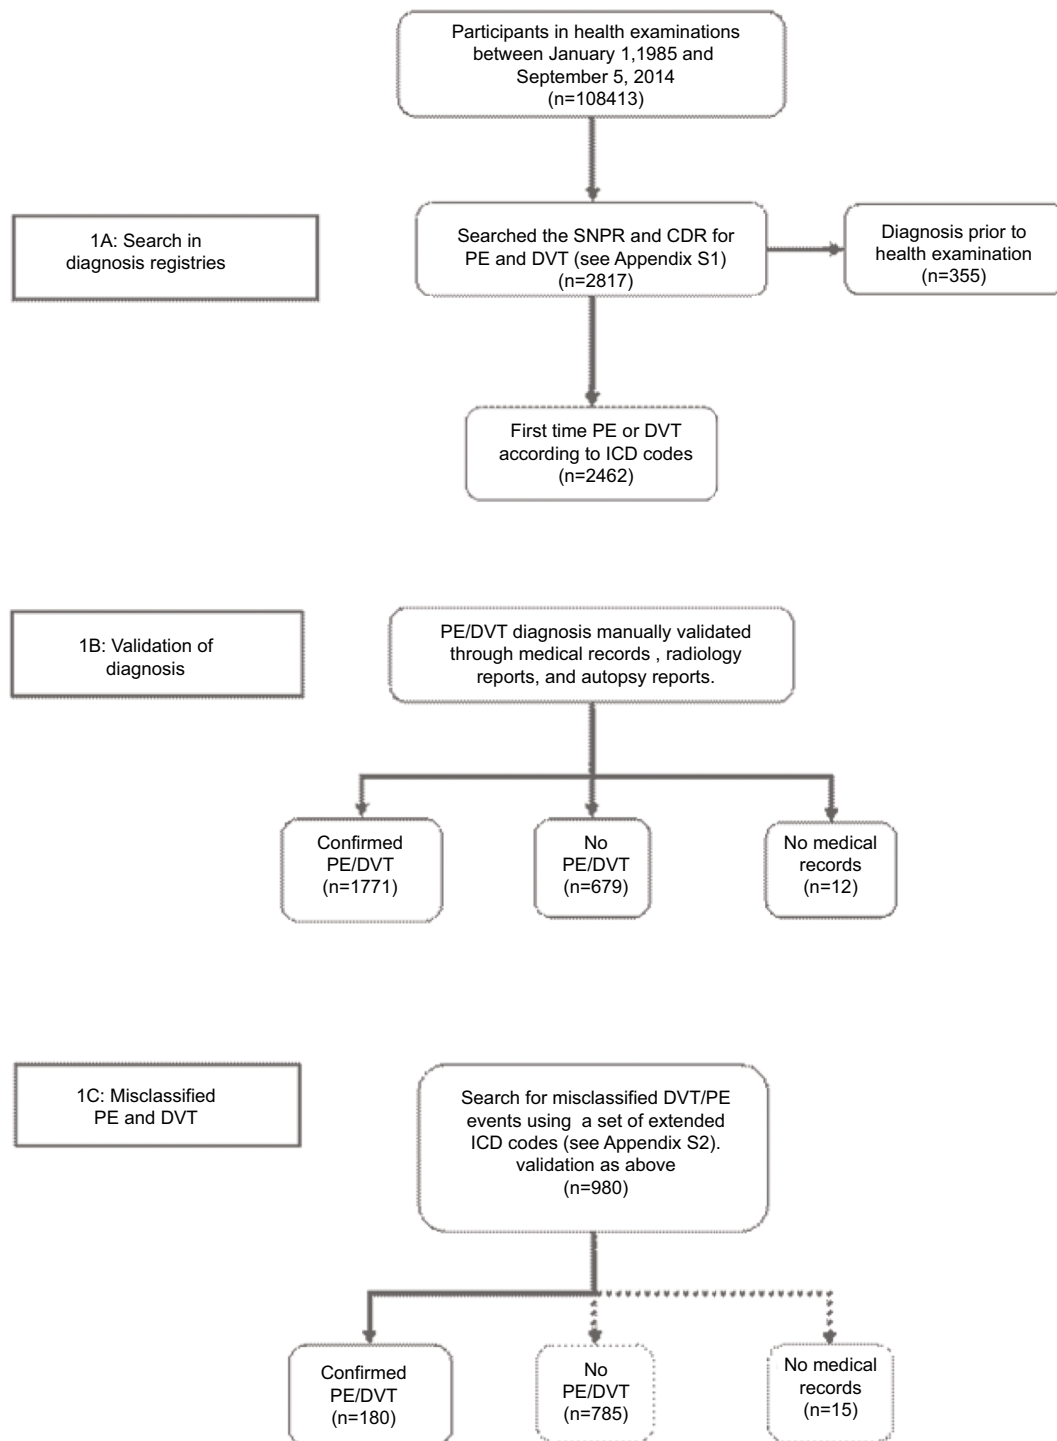 Participants in health examinations
between January 1,1985 and
September 5, 2014
(n=108413)
1A: Search in
diagnosis registries
Searched the SNPR and CDR for
PE and DVT (see Appendix S1)
(n=2817)
Diagnosis prior to
health examination
(n=355)
First time PE or DVT
according to ICD codes
(n=2462)
1B: Validation of
diagnosis
PE/DVT diagnosis manually validated
through medical records , radiology
reports, and autopsy reports.
Confirmed
PE/DVT
(n=1771)
No
PE/DVT
(n=679)
No medical
records
(n=12)
1C: Misclassified
PE and DVT
Search for misclassified DVT/PE
events using a set of extended
ICD codes (see Appendix S2).
validation as above
(n=980)
Confirmed
PE/DVT
(n=180)
No
PE/DVT
(n=785)
No medical
records
(n=15)